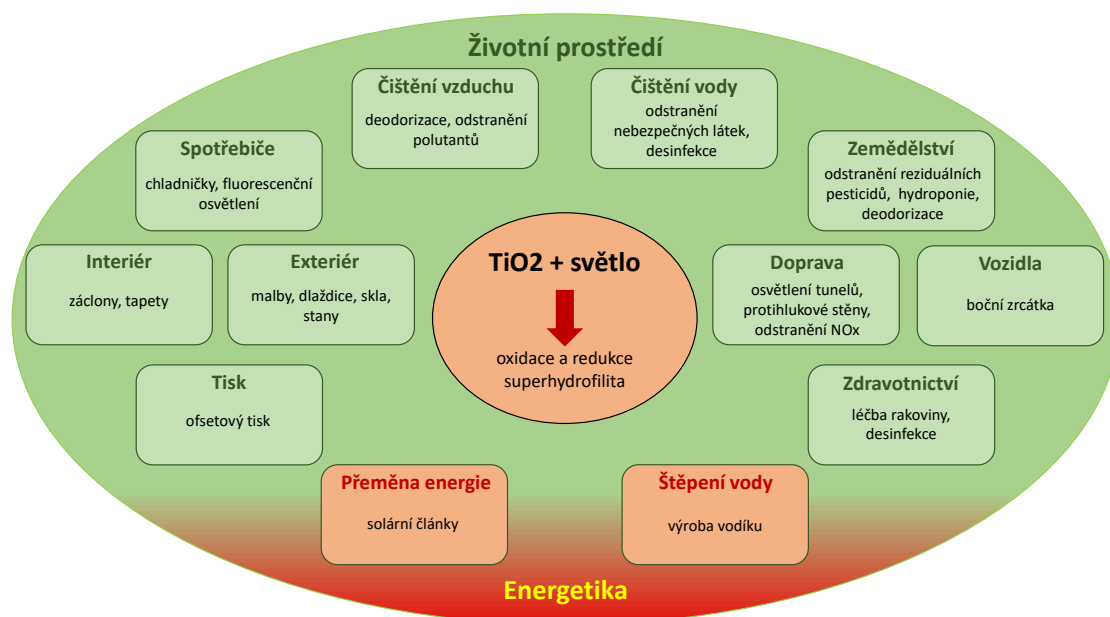 Životní prostředí
Čištění vzduchu
deodorizace, odstranění
polutantů
Čištění vody
odstranění
nebezpečných látek,
desinfekce
Spotřebiče
chladničky, fluorescenční
osvětlení
Zemědělství
odstranění reziduálních
pesticidů, hydroponie,
deodorizace
Interiér
záclony, tapety
Exteriér
malby, dlaždice, skla,
stany
TiO2 + světlo
oxidace a redukce
superhydrofilita
Doprava
osvětlení tunelů,
protihlukové stěny,
odstranění NOx
Vozidla
boční zrcátka
Tisk
ofsetový tisk
Zdravotnictví
léčba rakoviny,
desinfekce
Přeměna energie
solární články
Štěpení vody
výroba vodíku
Energetika